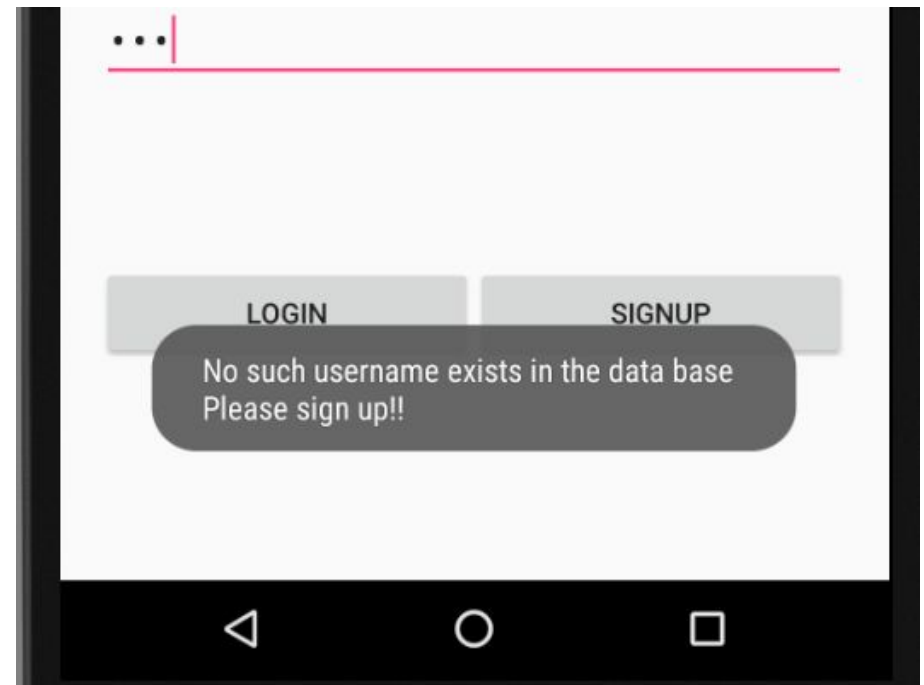 •••
LOGIN
SIGNUP
No such username exists in the data base
Please sign up!!